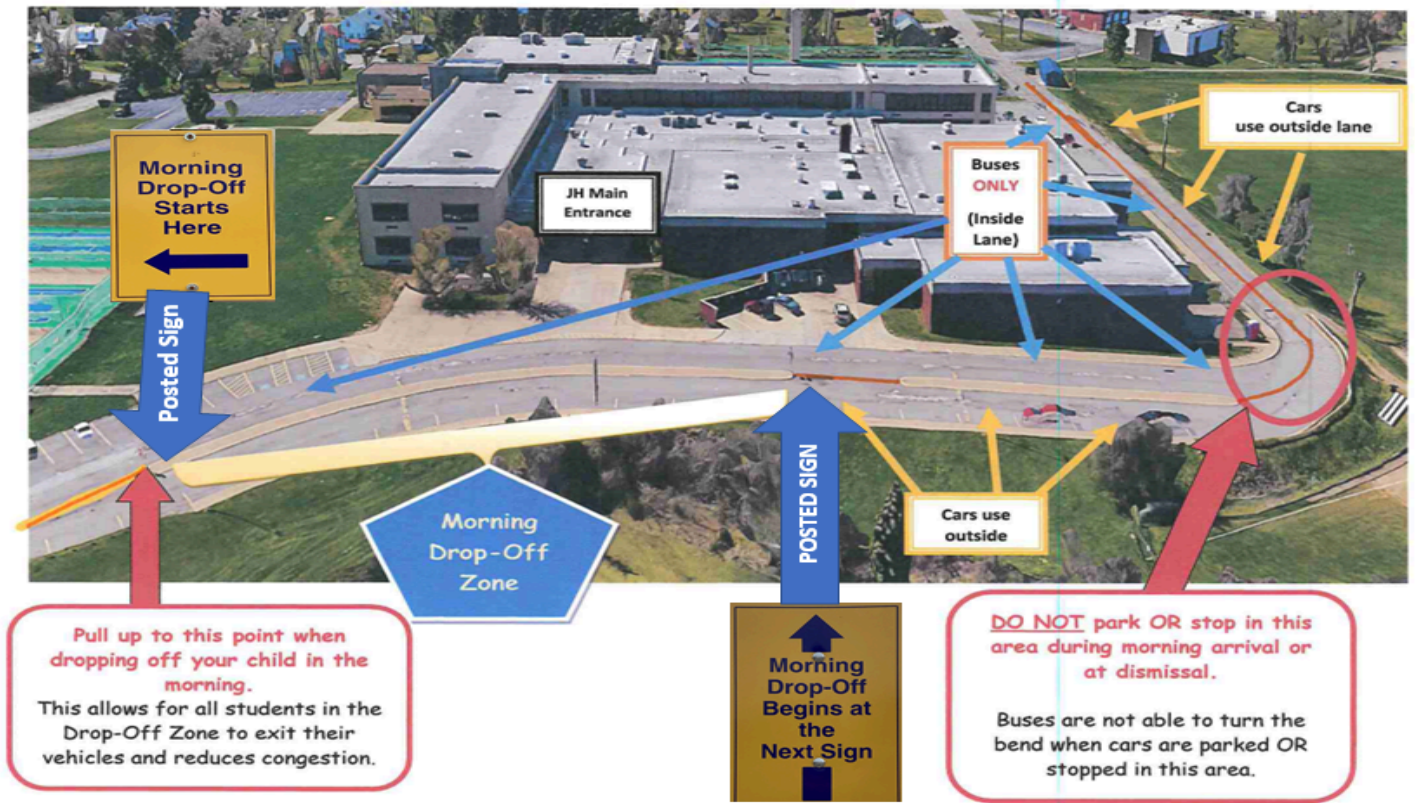 Cars
use outside lane
Morning
Drop-Off
Starts
Here
Buses
ONLY
(Inside
Lane)
JH Main
Entrance
Posted Sign
POSTED SIGN
Cars use
outside
Morning
Drop-Off
Zone
Pull up to this point when
dropping off your child in the
morning.
This allows for all students in the
Drop-Off Zone to exit their
vehicles and reduces congestion.
Morning
Drop-Off
Begins at
the
Next Sign
DO NOT park OR stop in this
area during morning arrival or
at dismissal.
Buses are not able to turn the
bend when cars are parked OR
stopped in this area.